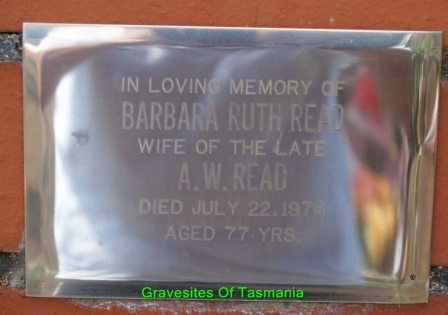 IN LOVING MEMORY OF
BARBARA RUTH READ
WIFE OF THE LATE
A. W. READ
DIED JULY 22. 1976
AGED 77. YRS.
Gravesites Of Tasmania